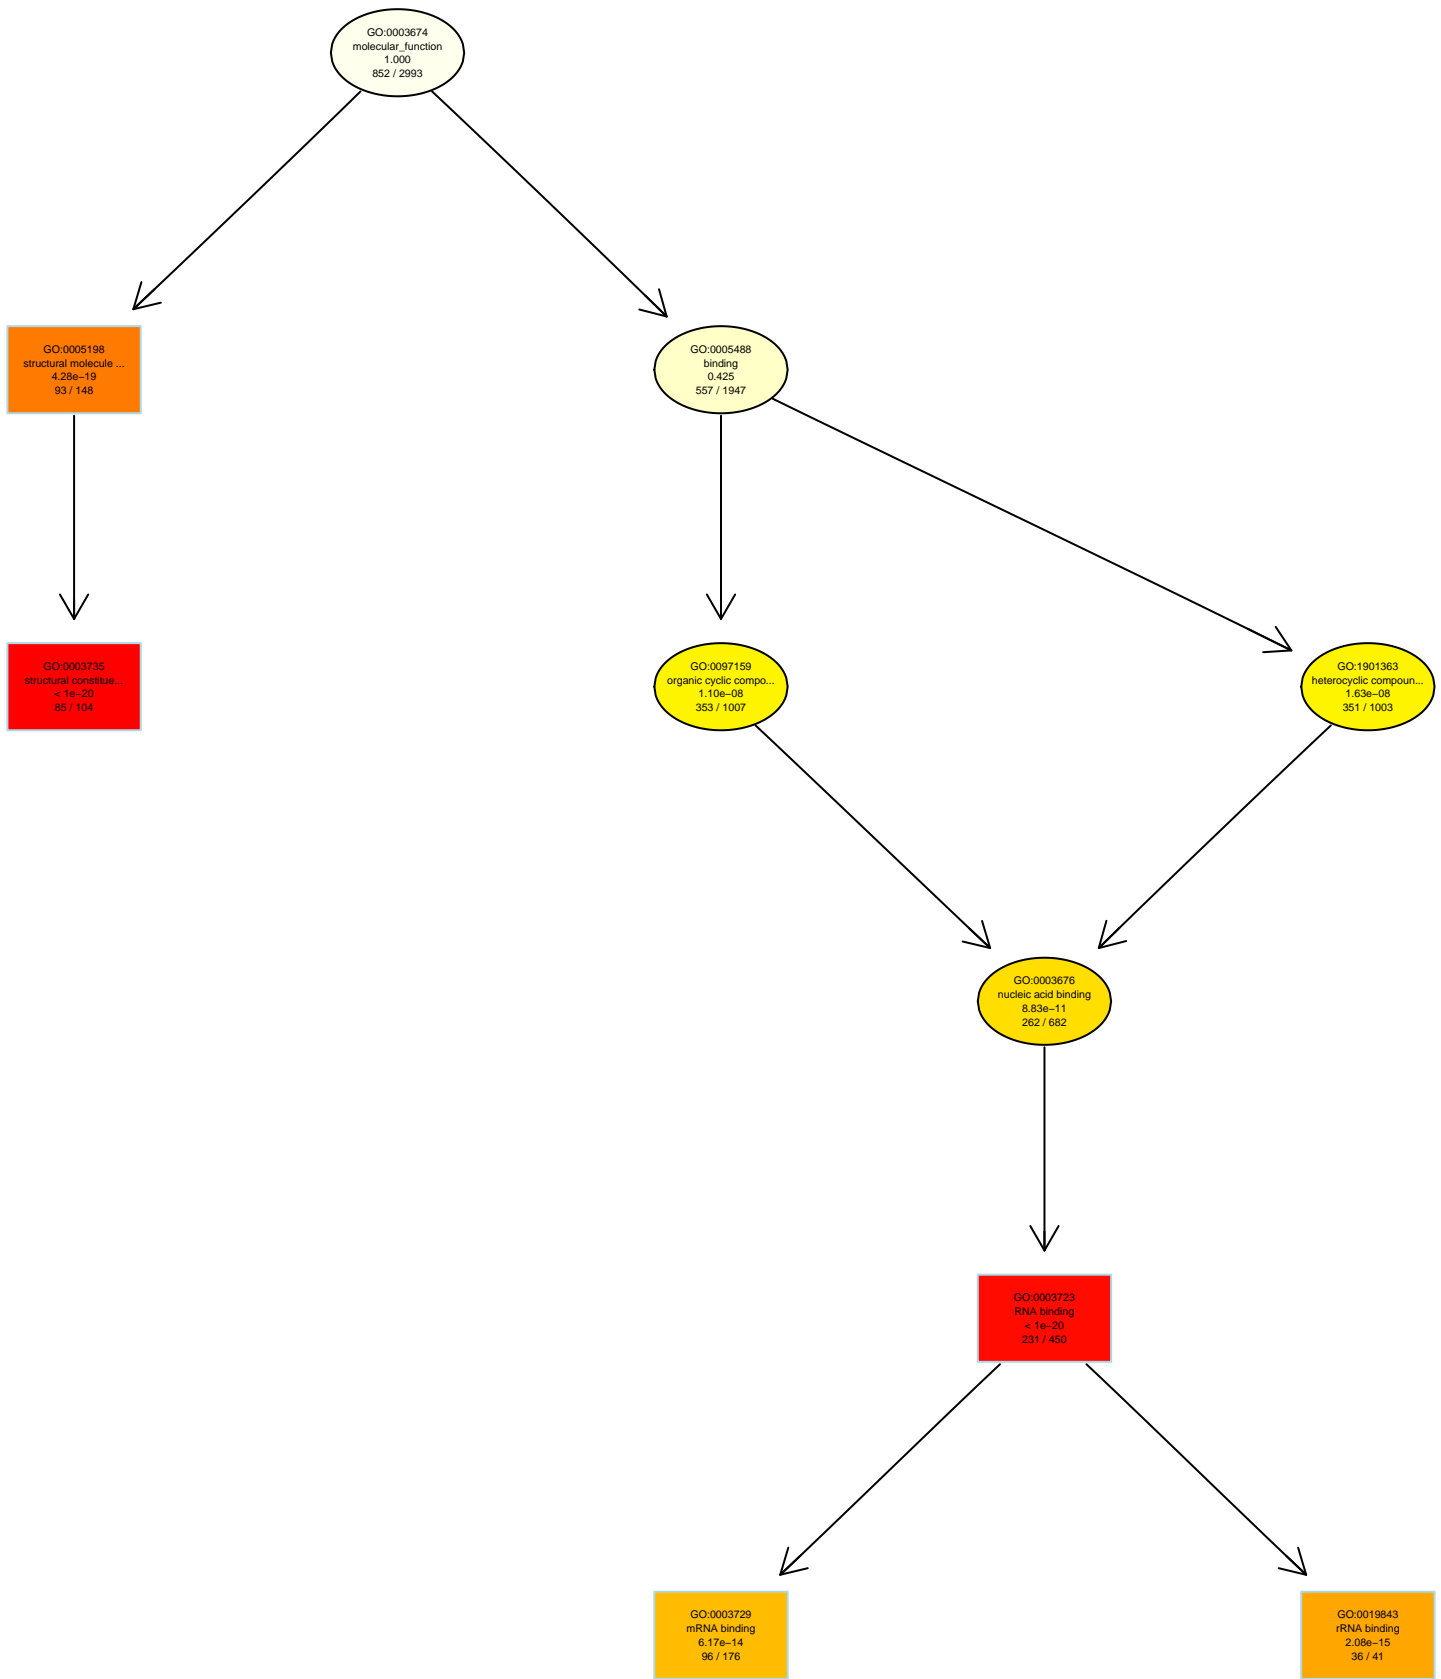 GO:0003674
molecular_function
1.000
852 / 2993
GO:0005198
structural molecule ...
4.28e−19
93 / 148
GO:0005488
binding
0.425
557 / 1947
GO:0003735
structural constitue...
< 1e−20
85 / 104
GO:0097159
organic cyclic compo...
1.10e−08
353 / 1007
GO:1901363
heterocyclic compoun...
1.63e−08
351 / 1003
GO:0003676
nucleic acid binding
8.83e−11
262 / 682
GO:0003723
RNA binding
< 1e−20
231 / 450
GO:0003729
mRNA binding
6.17e−14
96 / 176
GO:0019843
rRNA binding
2.08e−15
36 / 41